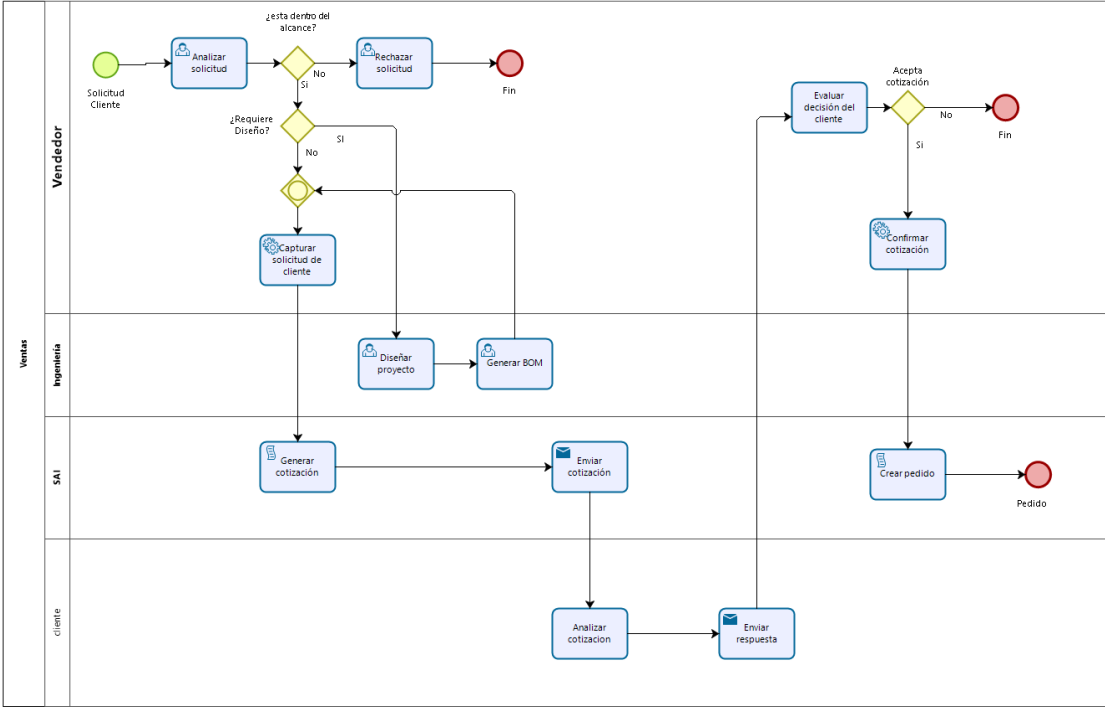 Ventas
Vendedor
¿esta dentro del
alcance?
Analizar
solicitud
Rechazar
solicitud
No
Si
Solicitud
Cliente
Fin
¿Requiere
Diseño?
SI
No
Capturar
solicitud de
cliente
Evaluar
decisión del
cliente
Acepta
cotización
No
Si
Fin
Confirmar
cotización
Ingeniería
Diseñar
proyecto
Generar BOM
SAI
Generar
cotización
Enviar
cotización
Crear pedido
Pedido
cliente
Analizar
cotizacion
Enviar
respuesta